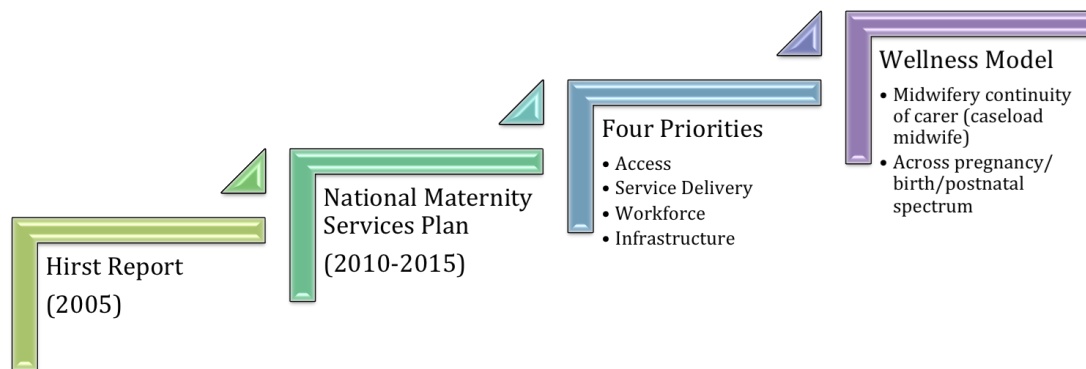 Hirst Report
(2005)
National Maternity
Services Plan
(2010-2015)
Four Priorities
• Access
• Service Delivery
• Workforce
• Infrastructure
Wellness Model
• Midwifery continuity
of carer (caseload
midwife)
• Across pregnancy/
birth/postnatal
spectrum